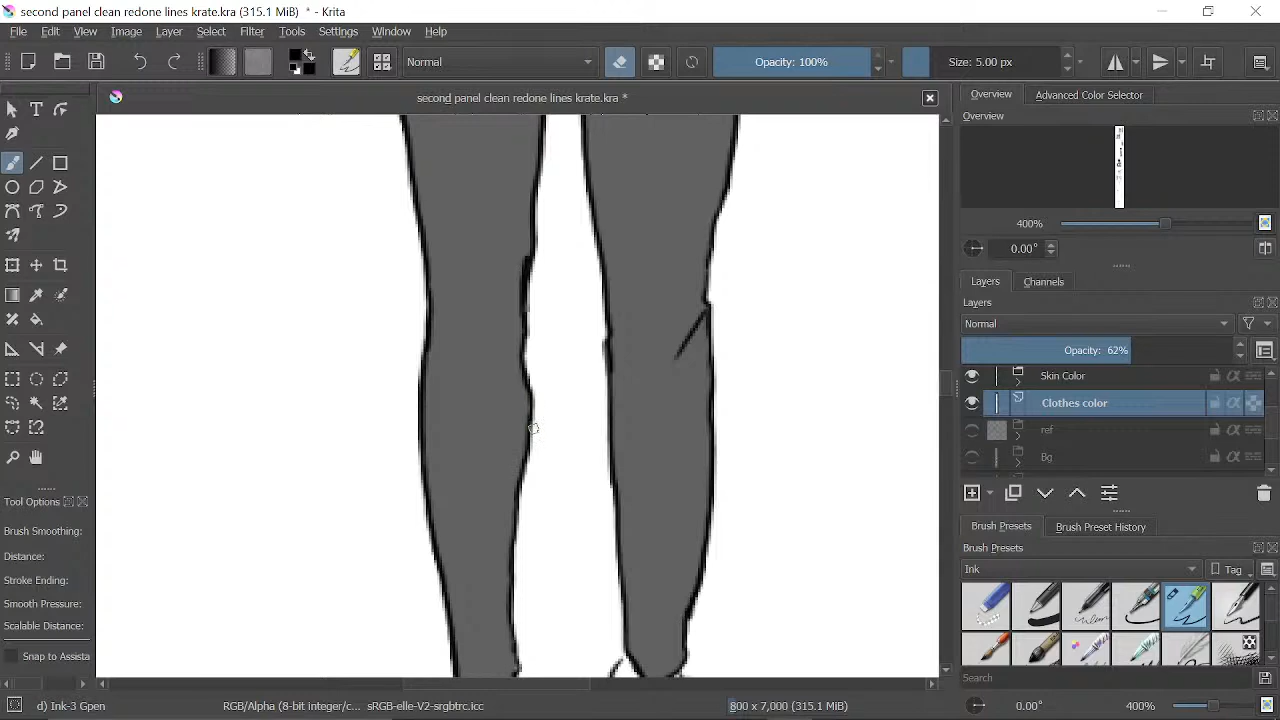 second panel clean redone lines krate.kra (315.1 MiB) * - Krita
File Edit View Image Layer Filter Tools Select Settings Window Help
Normal
Opacity: 100%
Size: 5.00 px
second panel clean redone lines krate.kra *
Overview
Advanced Color Selector
Overview
400%
0.00°
Layers
Channels
Layers
Normal
Opacity: 62%
Skin Color
Clothes color
ref
Bg
Tool Options
Brush Smoothing:
Distance:
Stroke Ending:
Smooth Pressure:
Scalable Distance:
Snap to Assista
Brush Presets
Brush Preset History
Brush Presets
Ink
Tag
Search
d) Ink-3 Gpen
RGB/Alpha (8-bit integer/c... sRGB-elle-V2-srgbtrc.icc
800 x 7,000 (315.1 MiB)
0.00°
400%